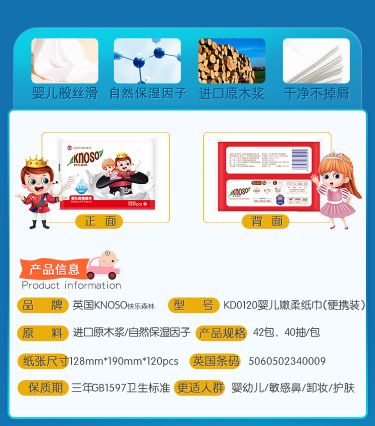 婴儿般丝滑 自然保湿因子 进口原木浆 干净不掉屑
KNOSO
120pcs
KNOSO
正面 背面
产品信息
Product information
品牌 英国KNOSO快乐森林 型号 KD0120婴儿嫩柔纸巾(便携装)
原料 进口原木浆/自然保湿因子 产品规格 42包，40抽/包
纸张尺寸 128mm*190mm*120pcs 英国条码 5060502340009
保质期 三年GB1597卫生标准 更适人群 婴幼儿/敏感鼻/卸妆/护肤